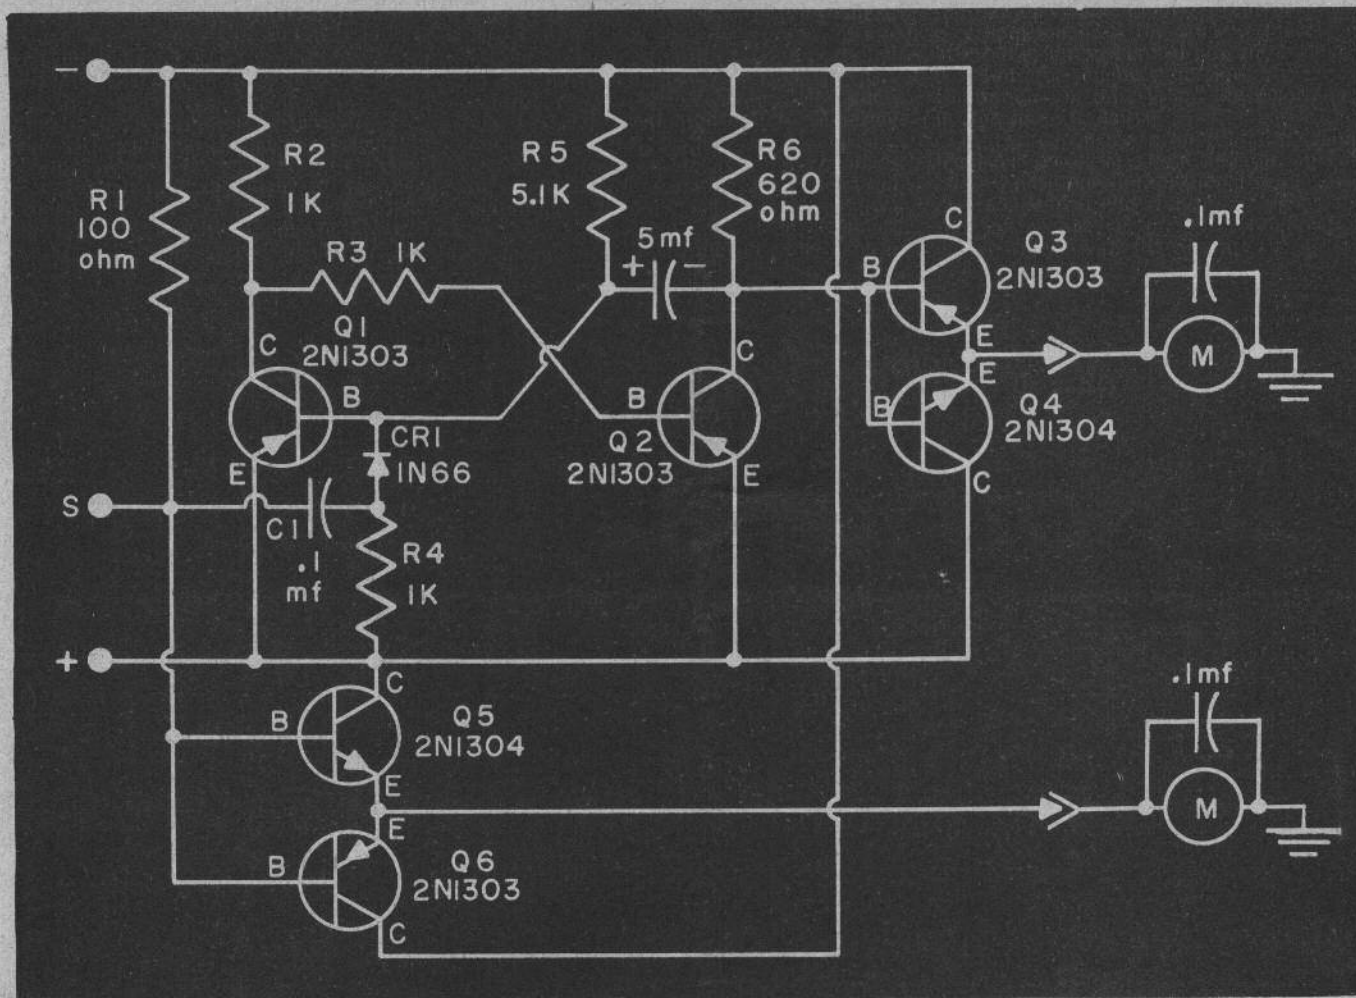 −
R2
1K
R1
100
ohm
R5
5.1K
R6
620
ohm
R3 1K
5mf
+ −
C
Q3
2N1303
B
E
.1mf
M
Q1
2N1303
C
B
E
C
B
Q2
2N1303
E
E
B
Q4
2N1304
C
CR1
1N66
S
C1
.1
mf
R4
1K
+
C
B
Q5
2N1304
E
.1mf
M
E
B
Q6
2N1303
C